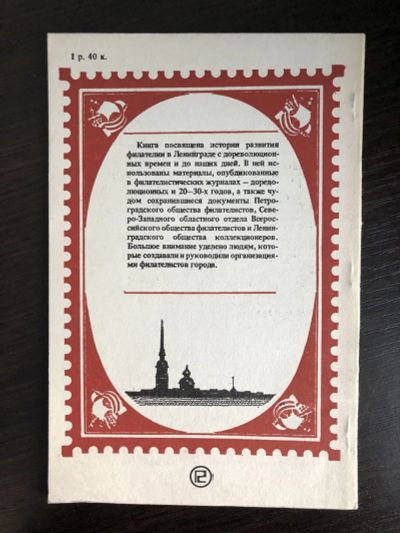 1 р. 40 к.
Книга посвящена истории развития
филателии в Ленинграде с дореволюцион-
ных времен и до наших дней. В ней ис-
пользованы материалы, опубликованные
в филателистических журналах — дорево-
люционных и 20—30-х годов, а также чу-
дом сохранившиеся документы Петро-
градского общества филателистов, Севе-
ро-Западного областного отдела Всерос-
сийского общества филателистов и Ленин-
градского общества коллекционеров.
Большое внимание уделено людям, кото-
рые создавали и руководили организация-
ми филателистов города.